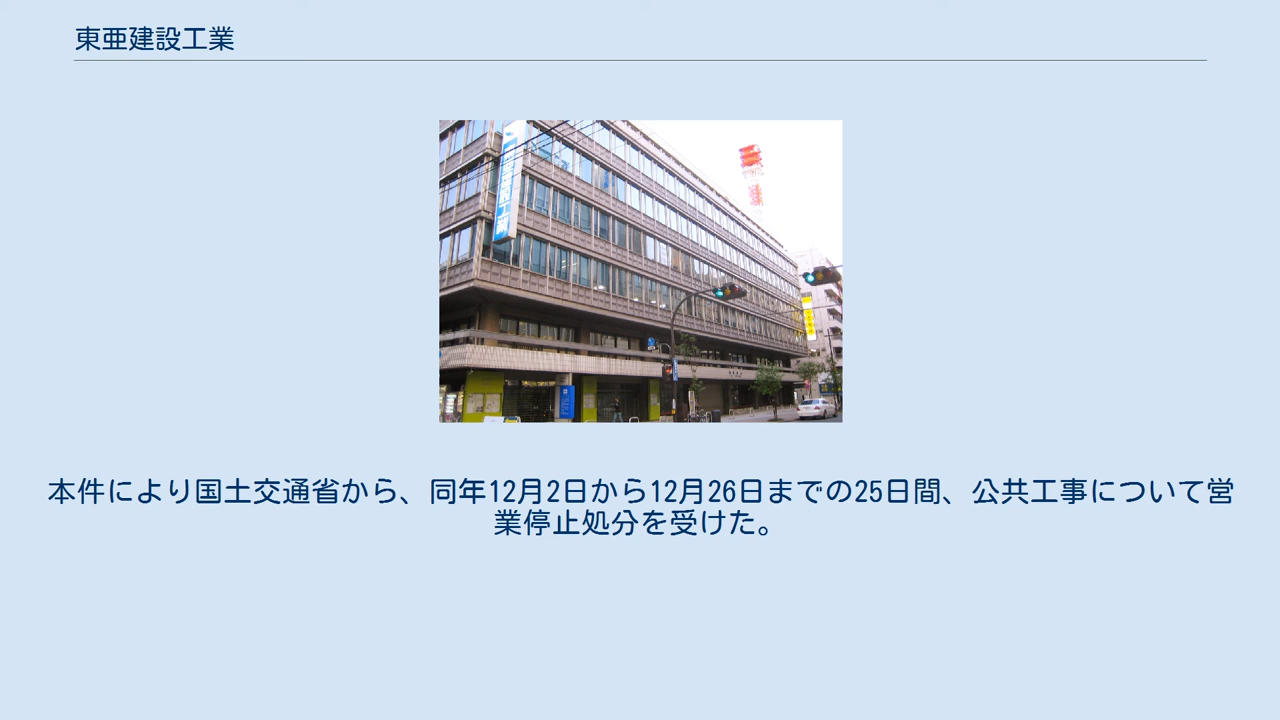 東亜建設工業
本件により国土交通省から、同年12月2日から12月26日までの25日間、公共工事について営
業停止処分を受けた。